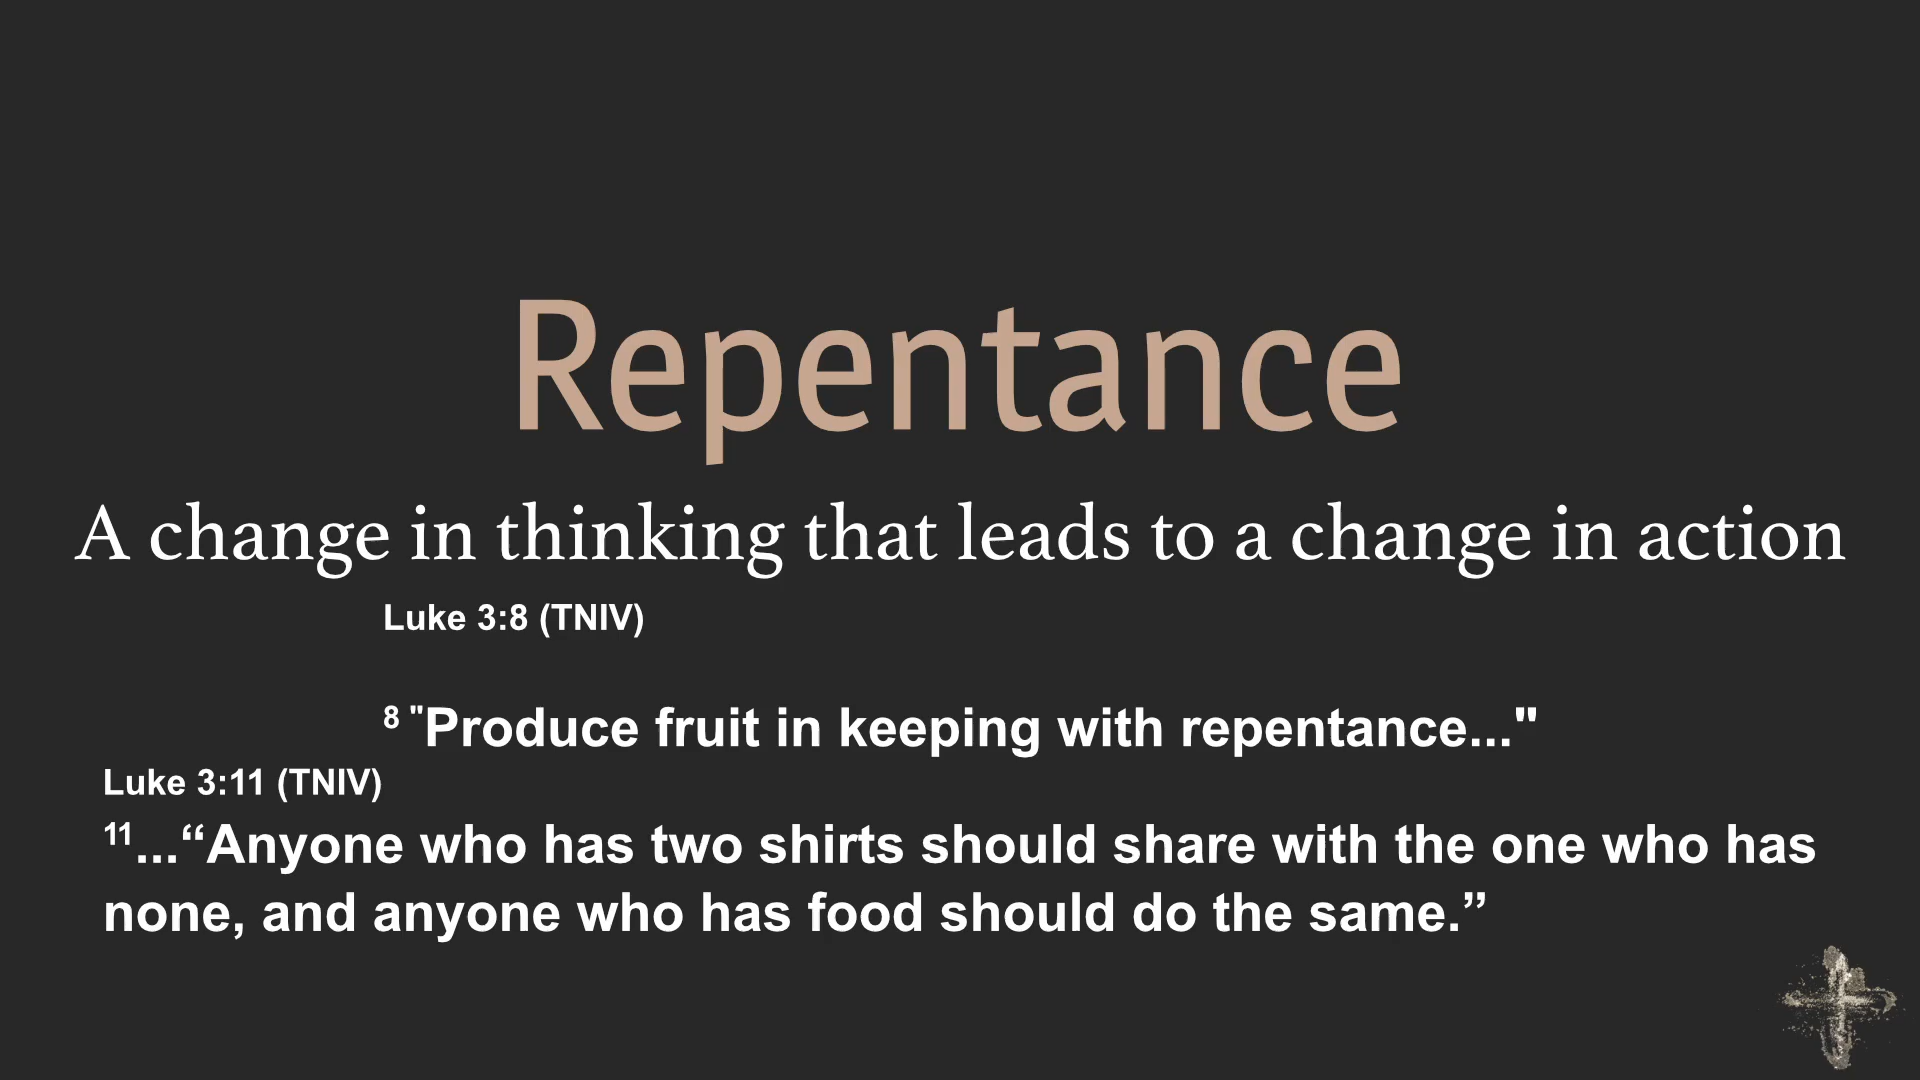 Repentance
A change in thinking that leads to a change in action
Luke 3:8 (TNIV)
8 "Produce fruit in keeping with repentance..."
Luke 3:11 (TNIV)
11...“Anyone who has two shirts should share with the one who has
none, and anyone who has food should do the same.”